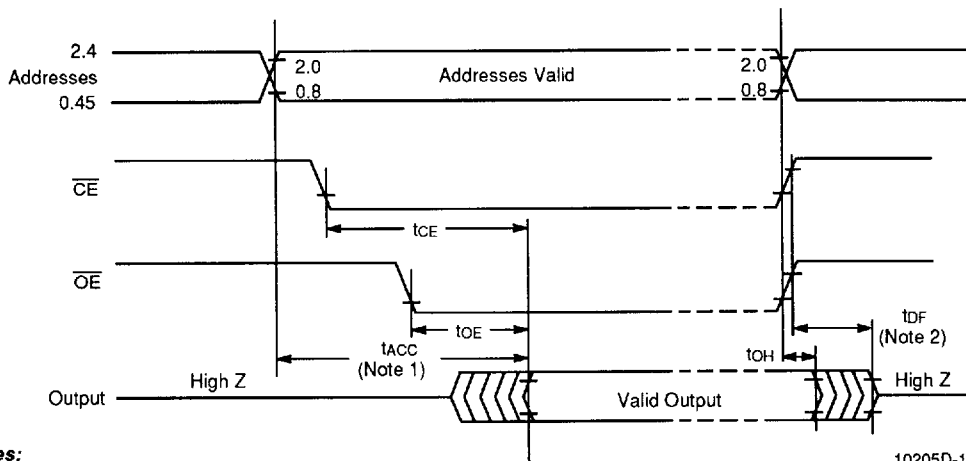 2.4
Addresses
0.45
2.0
0.8
Addresses Valid
2.0
0.8
CE
tCE
OE
tOE
tACC
(Note 1)
tOH
tDF
(Note 2)
Output
High Z
Valid Output
High Z
es:
10205D-1